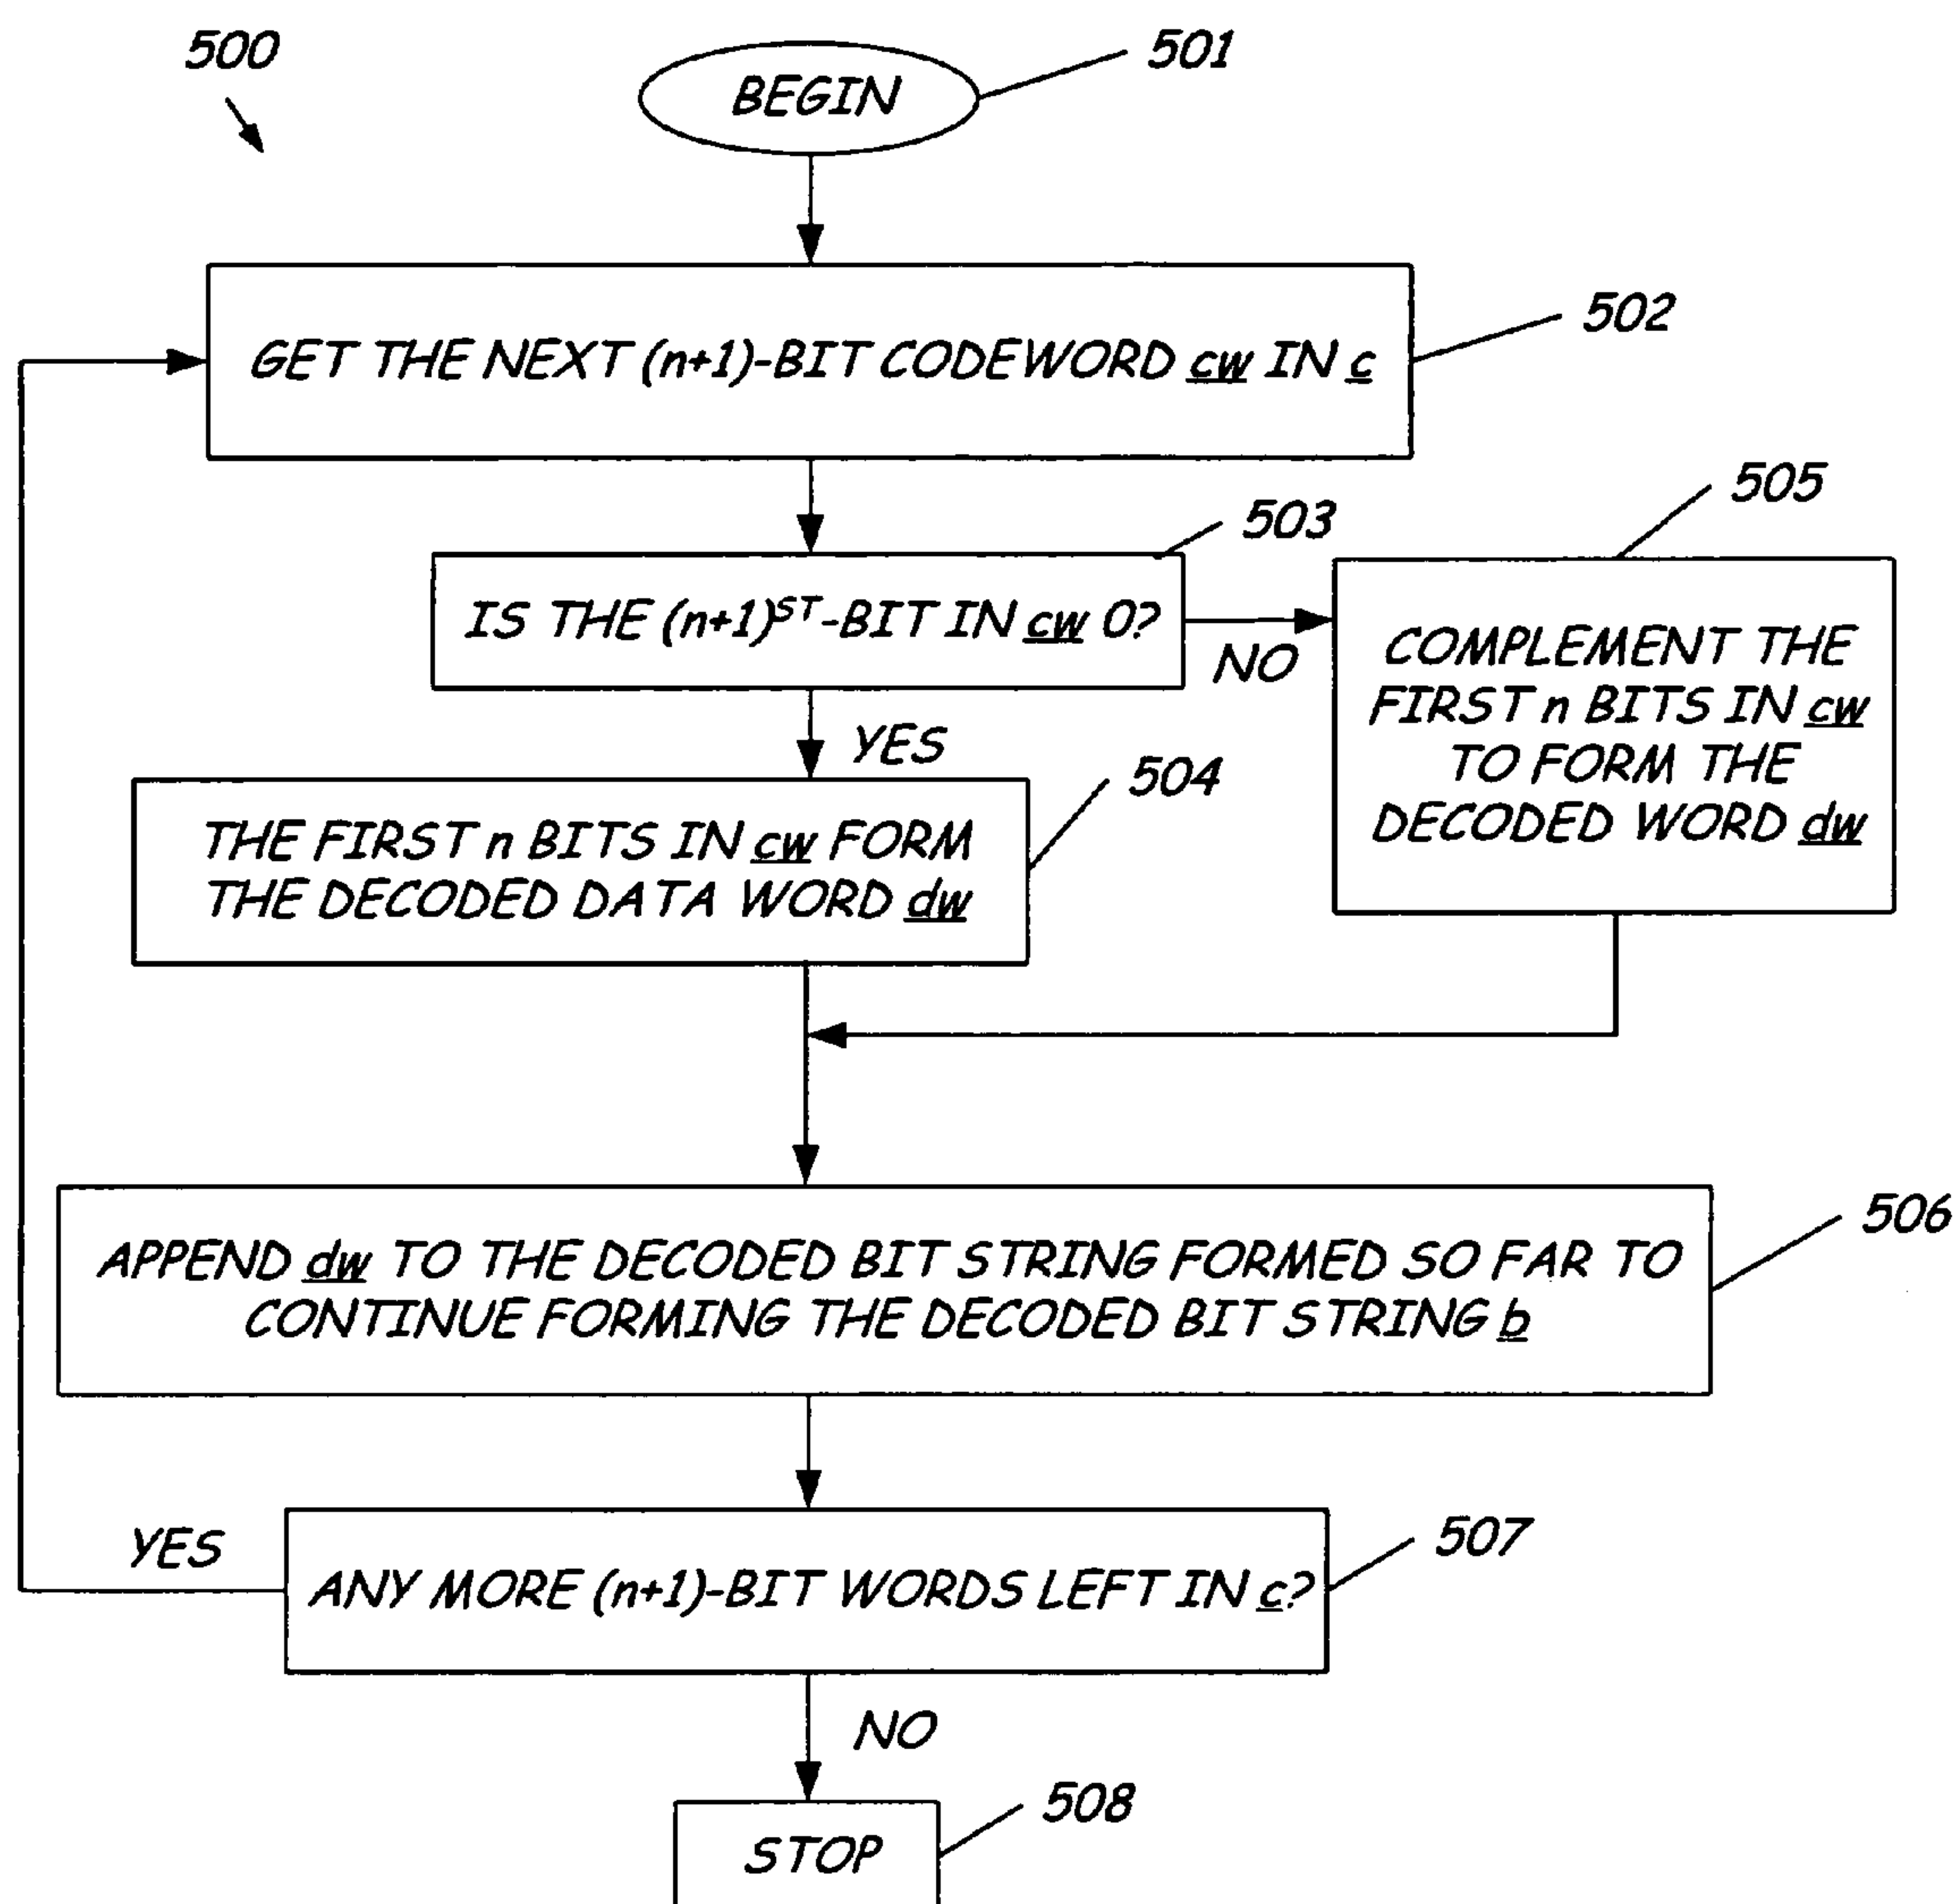 500
BEGIN
501
GET THE NEXT (n+1)-BIT CODEWORD cw IN c
502
IS THE (n+1)ST-BIT IN cw 0?
503
NO
505
COMPLEMENT THE
FIRST n BITS IN cw
TO FORM THE
DECODED WORD dw
YES
504
THE FIRST n BITS IN cw FORM
THE DECODED DATA WORD dw
506
APPEND dw TO THE DECODED BIT STRING FORMED SO FAR TO
CONTINUE FORMING THE DECODED BIT STRING b
YES
507
ANY MORE (n+1)-BIT WORDS LEFT IN c?
NO
508
STOP